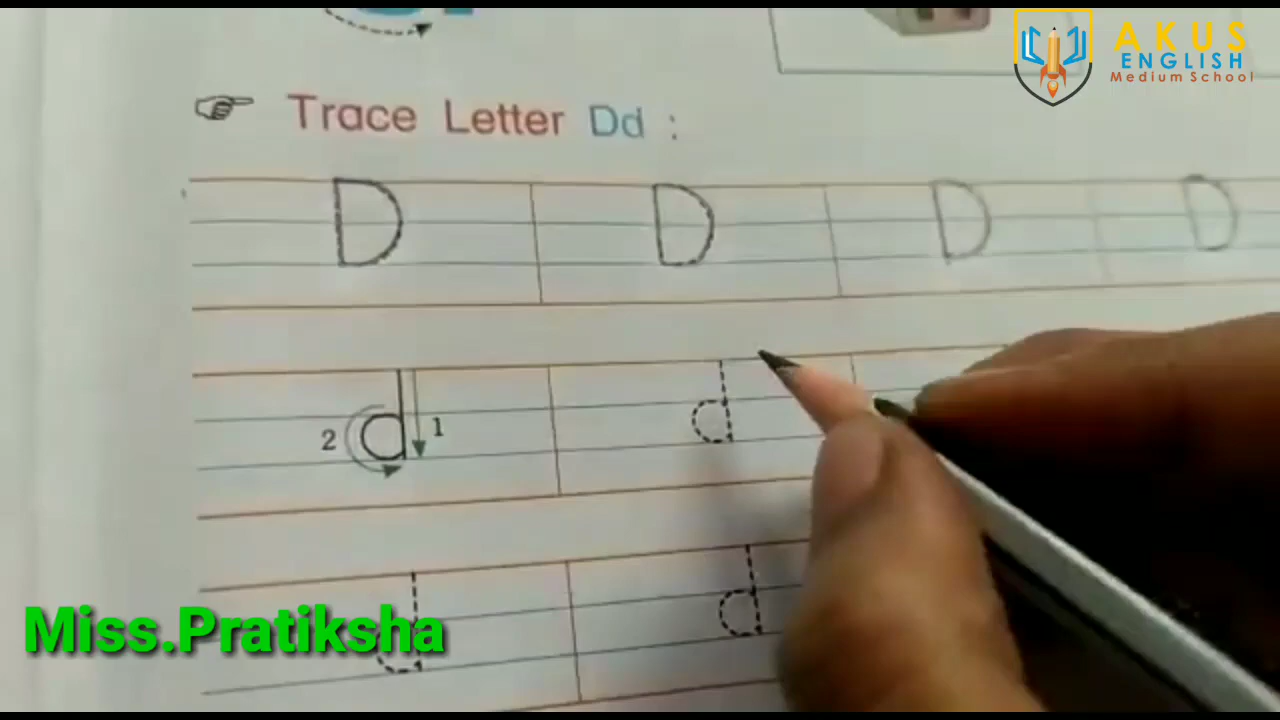 AKUS
ENGLISH
Medium School
Trace Letter Dd :
D D D D
d 1 d
2
d d
Miss.Pratiksha